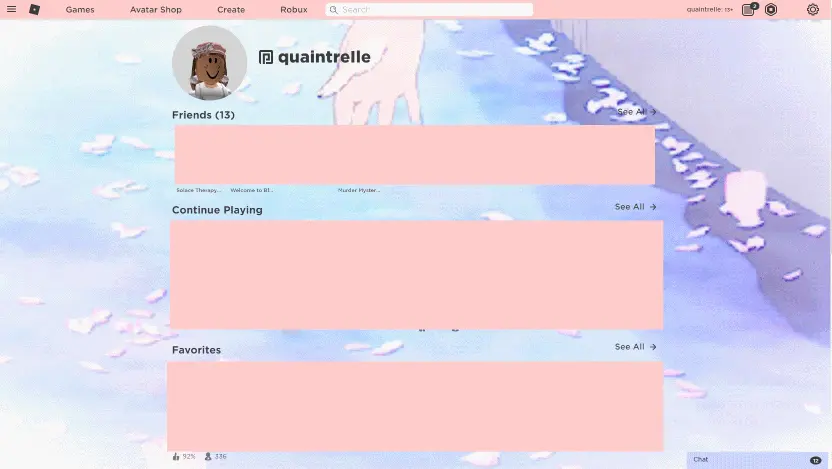 Games Avatar Shop Create Robux Search quaintrelle: 13+
quaintrelle
Friends (13) See All →
Solace Therapy... Welcome to Bl... Murder Myster...
Continue Playing See All →
Favorites See All →
92% 336
Chat 12